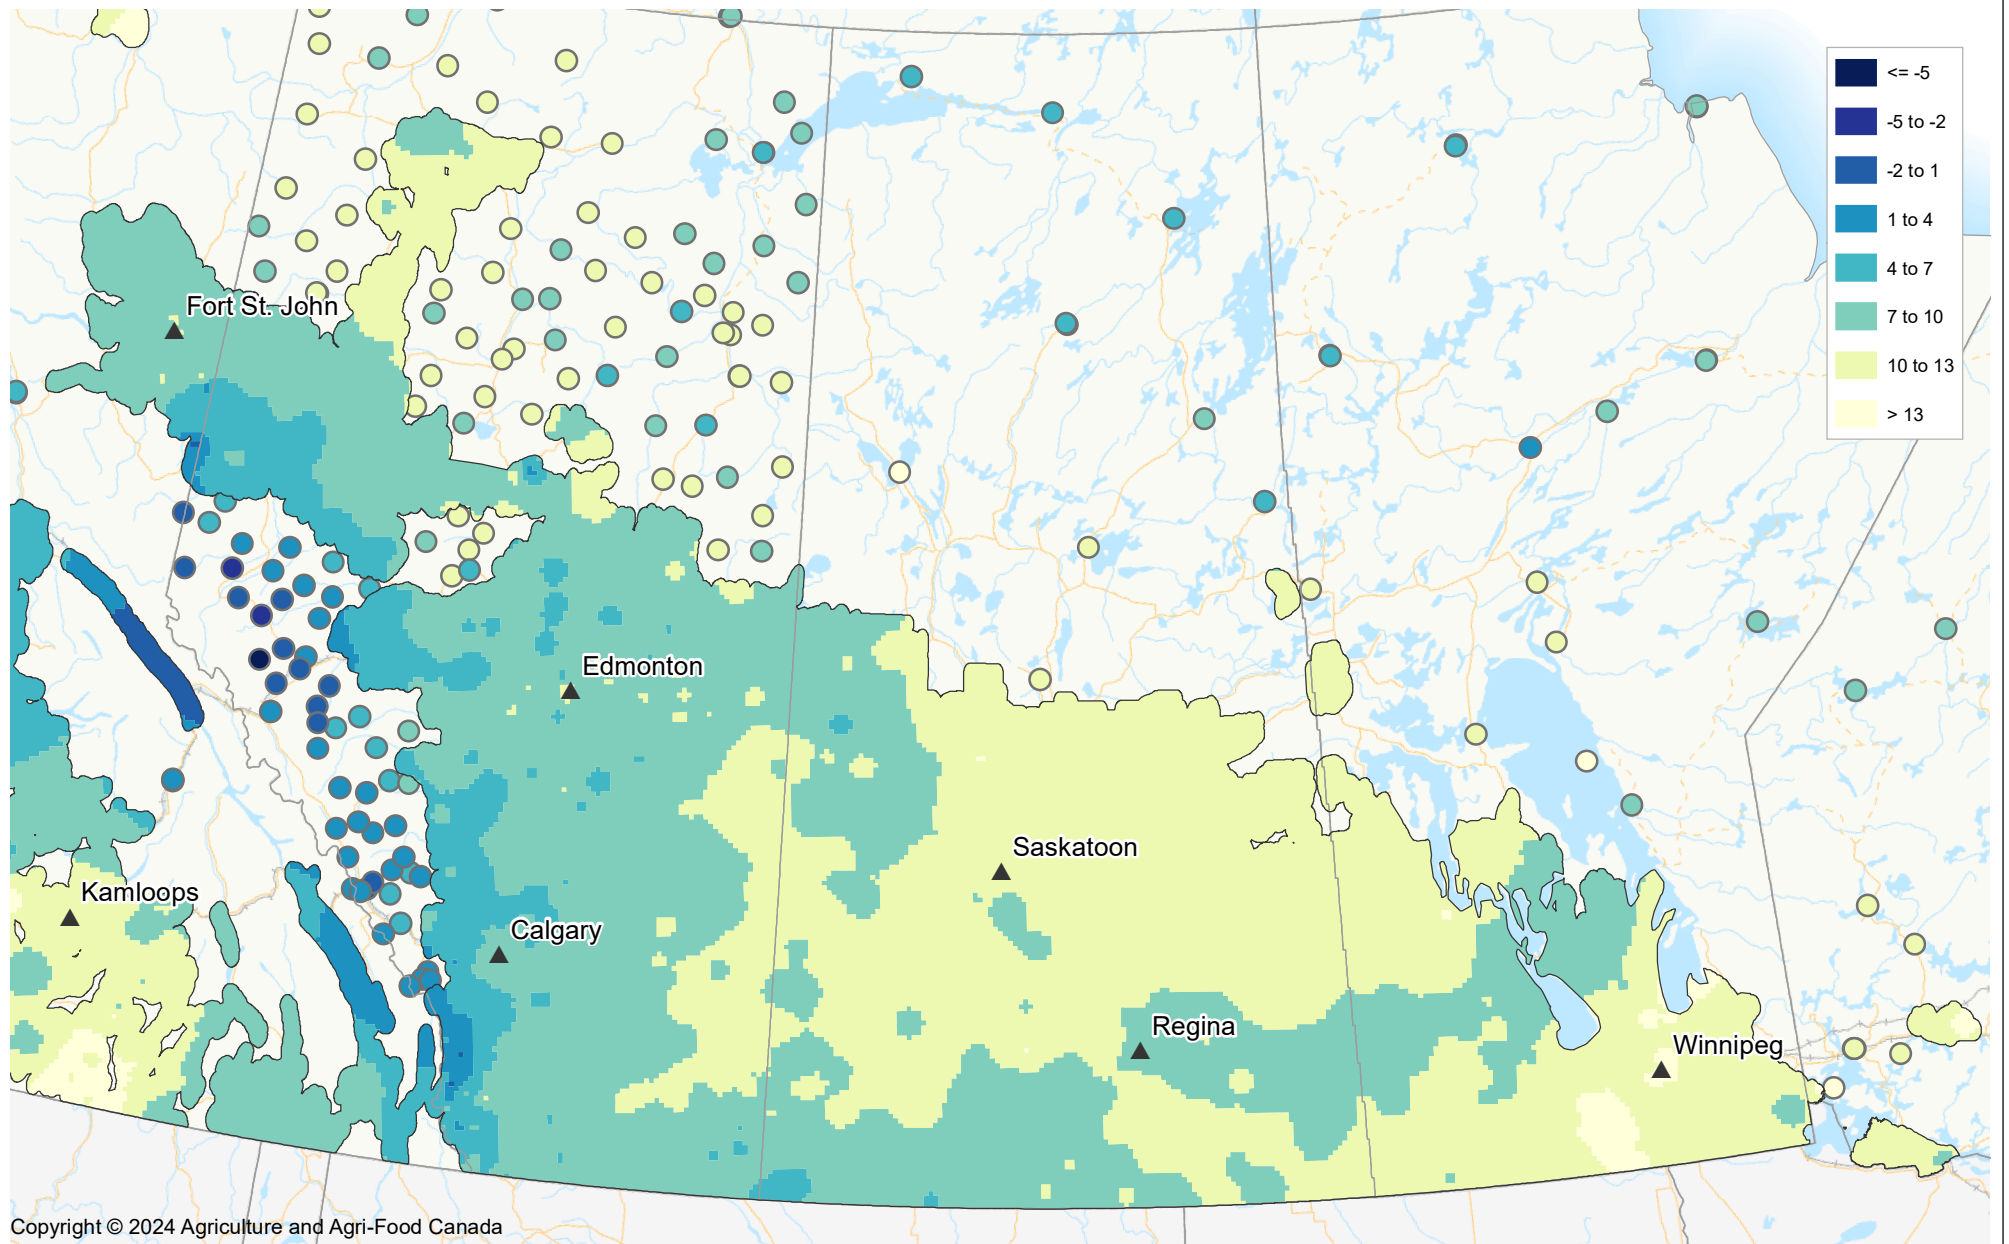 <= -5
-5 to -2
-2 to 1
1 to 4
4 to 7
7 to 10
10 to 13
> 13
Fort St. John
Edmonton
Saskatoon
Kamloops
Calgary
Regina
Winnipeg
Copyright © 2024 Agriculture and Agri-Food Canada